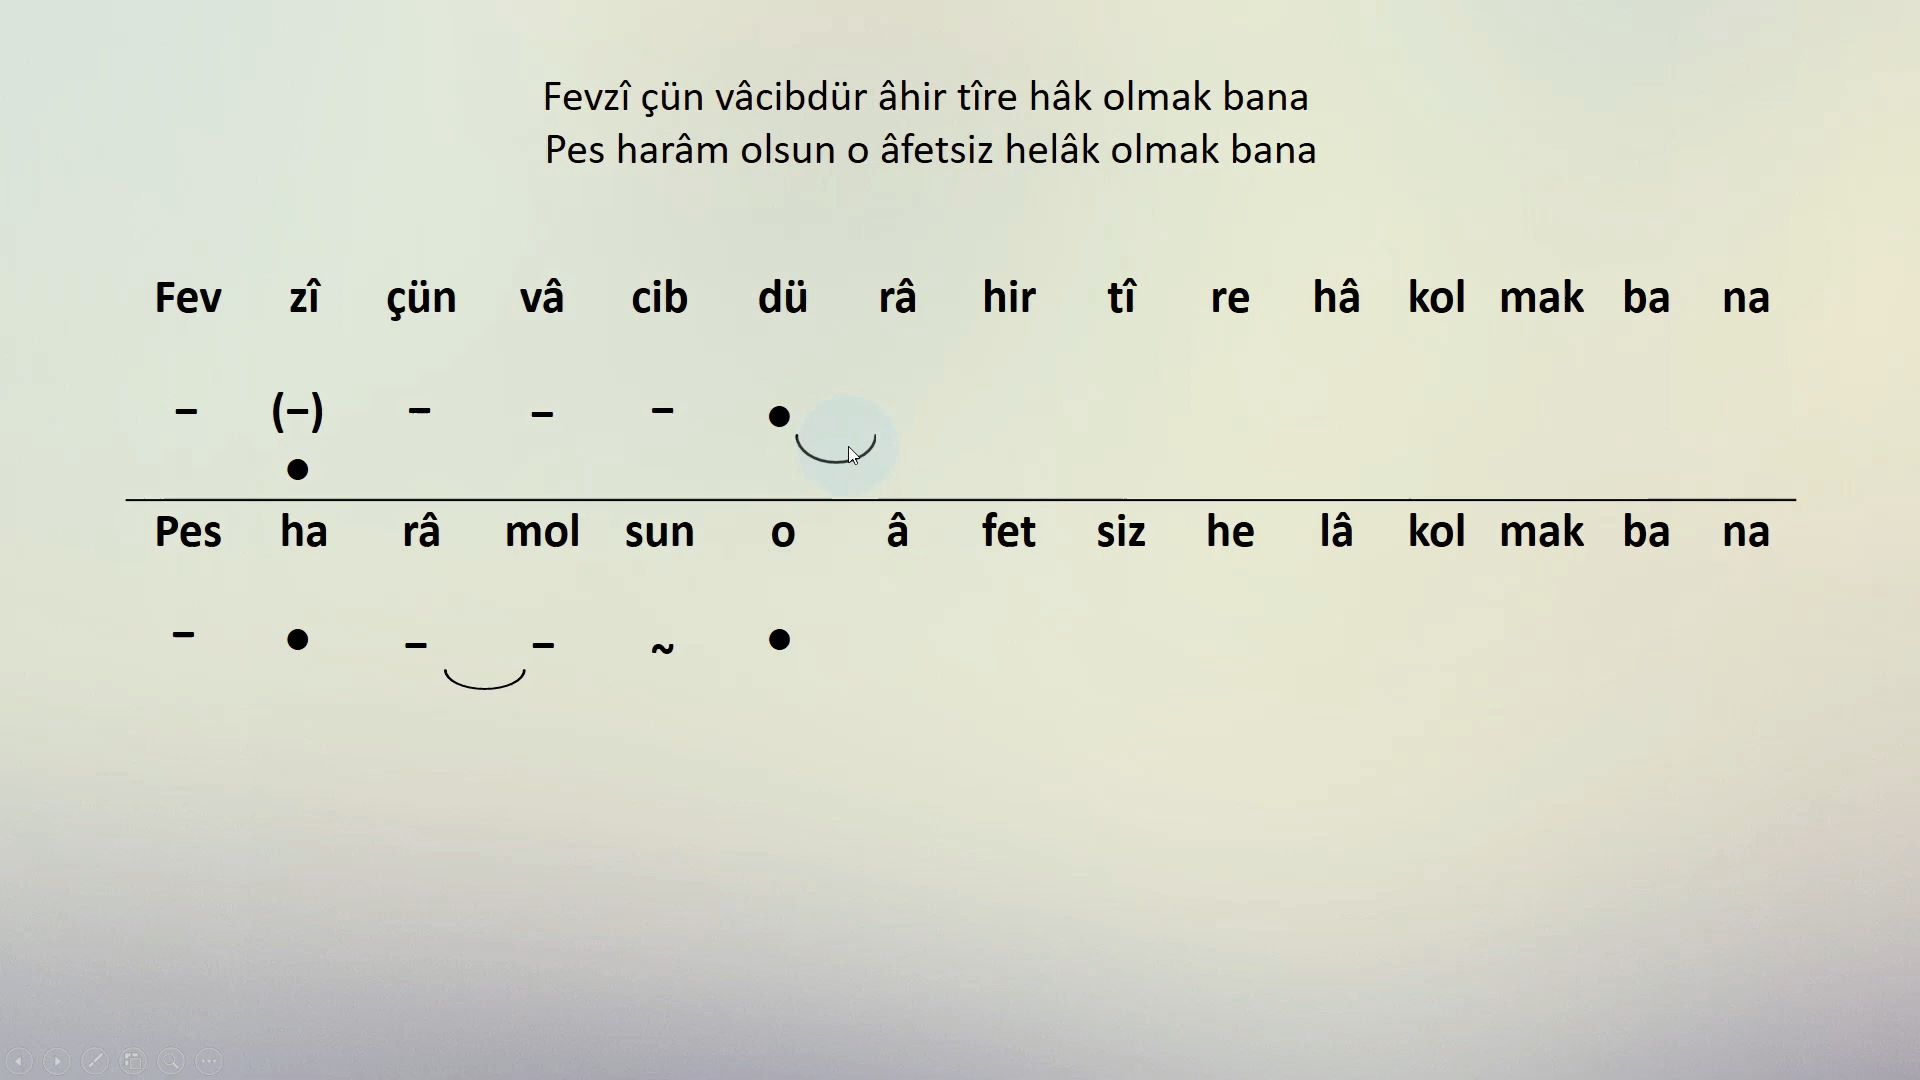 Fevzî çün vâcibdür âhir tîre hâk olmak bana
Pes harâm olsun o âfetsiz helâk olmak bana
Fev zî çün vâ cib dü râ hir tî re hâ kol mak ba na
– (–) – – – •
•
Pes ha râ mol sun o â fet siz he lâ kol mak ba na
– • – – ~ •